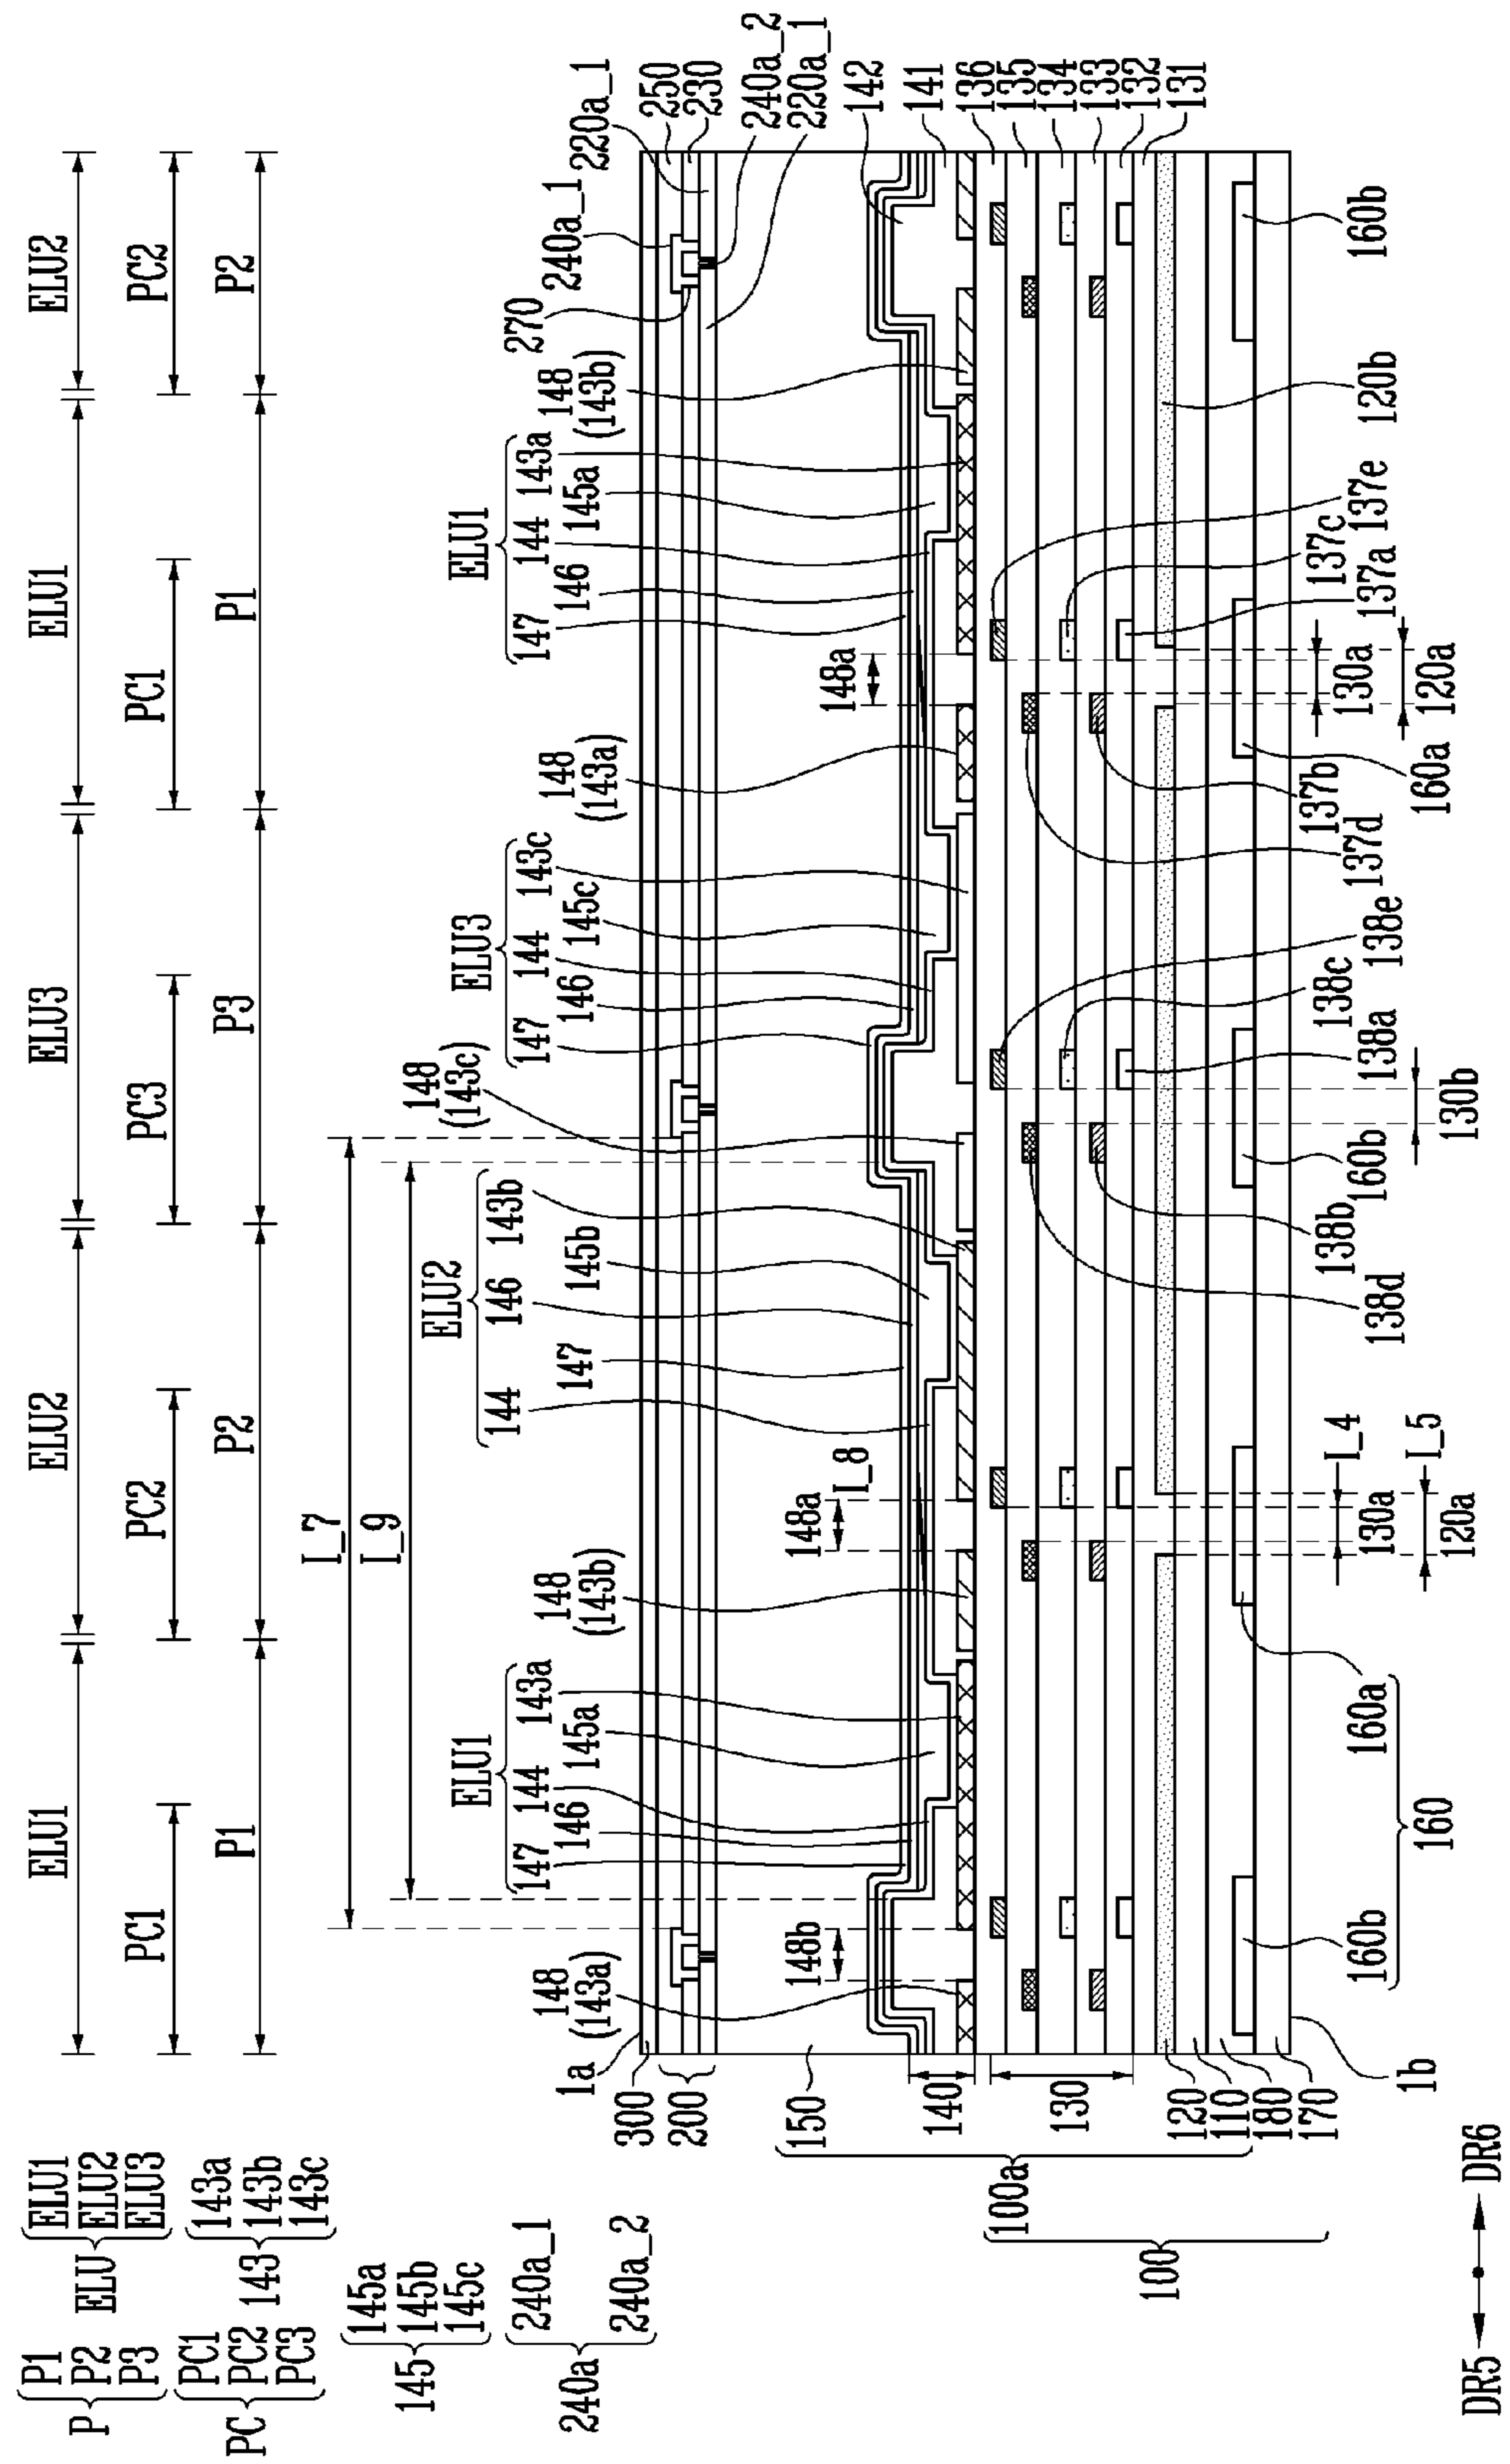 P { P1 P2 P3
ELU { ELU1 ELU2 ELU3
PC { PC1 PC2 PC3
143 { 143a 143b 143c
145 { 145a 145b 145c
240a { 240a_1 240a_2
ELU1 ELU2 ELU3 ELU1 ELU2
PC1 PC2 PC3 PC1 PC2
P1 P2 P3 P1 P2
I_7
I_9
ELU1 ELU2 ELU3 ELU1
147 144 143a
146 145a
144 146 143b
147 145b
147 144 143c
146 145c
147 144 143a
146 145a
148 (143a)
148 (143b)
148 (143c)
148 (143a)
148 (143b)
270
240a_1
220a_1
250
230
240a_2
220a_1
142
141
136
135
134
133
132
131
1a
300
200
150
140
130
120
110
180
170
1b
100a
100
148b
148a I_8
148a
160b
160a
160
130a I_4
120a I_5
138d
138b
160b
130b
138a
138c
138e
137d
137b
160a
130a
120a
137a
137c
137e
120b
160b
DR5 DR6